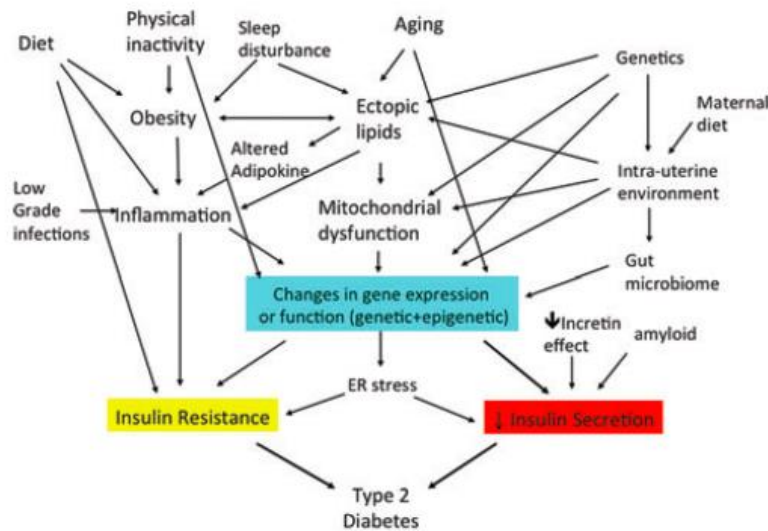 Diet
Physical
inactivity
Sleep
disturbance
Aging
Genetics
Maternal
diet
Obesity
Ectopic
lipids
Altered
Adipokine
Intra-uterine
environment
Low
Grade
infections
Inflammation
Mitochondrial
dysfunction
Gut
microbiome
Changes in gene expression
or function (genetic+epigenetic)
↓Incretin
effect
amyloid
ER stress
Insulin Resistance
↓ Insulin Secretion
Type 2
Diabetes